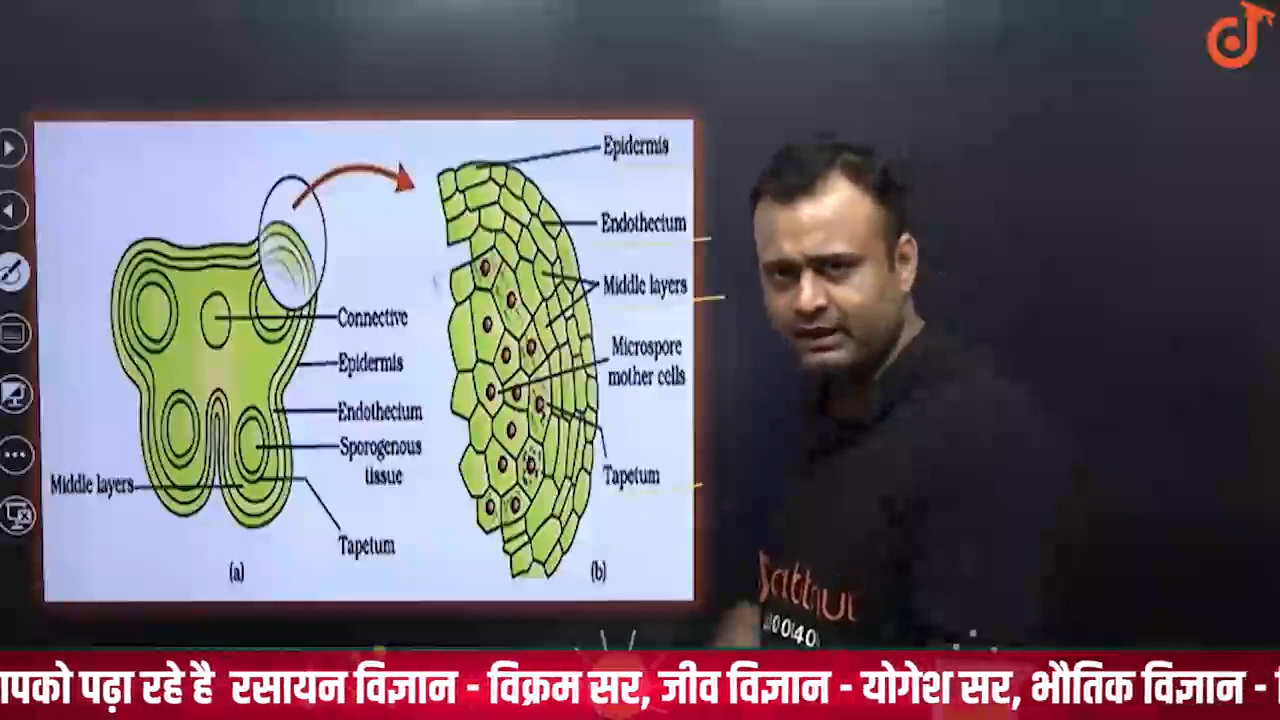 Epidermis
Endothecium
Middle layers
Microspore
mother cells
Tapetum
(b)
Connective
Epidermis
Endothecium
Sporogenous
tissue
Middle layers
Tapetum
(a)
पढ़ा रहे है रसायन विज्ञान - विक्रम सर, जीव विज्ञान - योगेश सर, भौतिक विज्ञान -